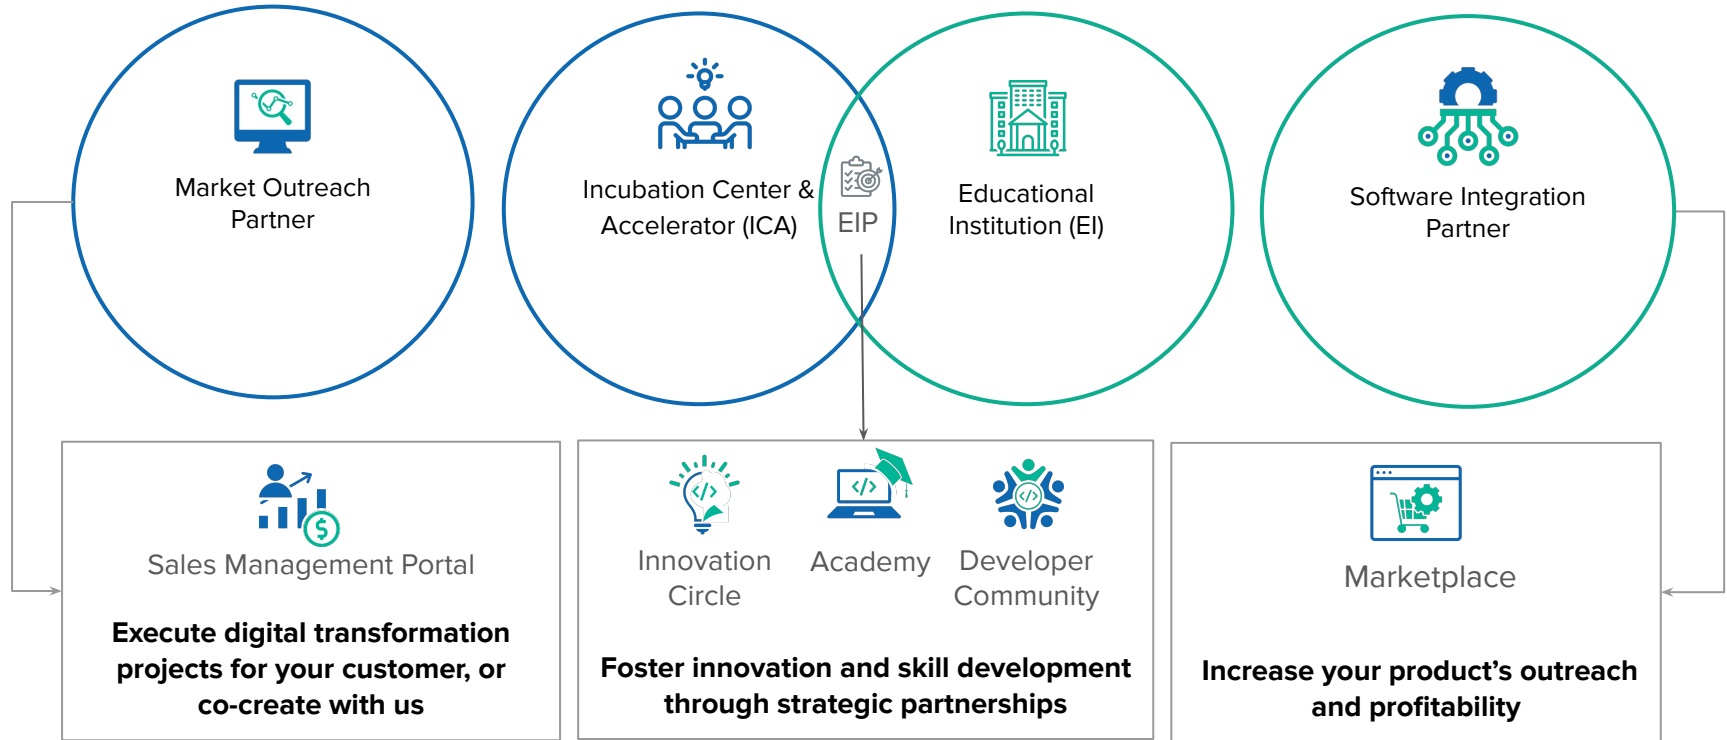 Market Outreach
Partner
Incubation Center &
Accelerator (ICA)
EIP
Educational
Institution (EI)
Software Integration
Partner
$
Sales Management Portal
Execute digital transformation
projects for your customer, or
co-create with us
</>
Innovation
Circle
</>
Academy
</>
Developer
Community
Foster innovation and skill development
through strategic partnerships
Marketplace
Increase your product’s outreach
and profitability